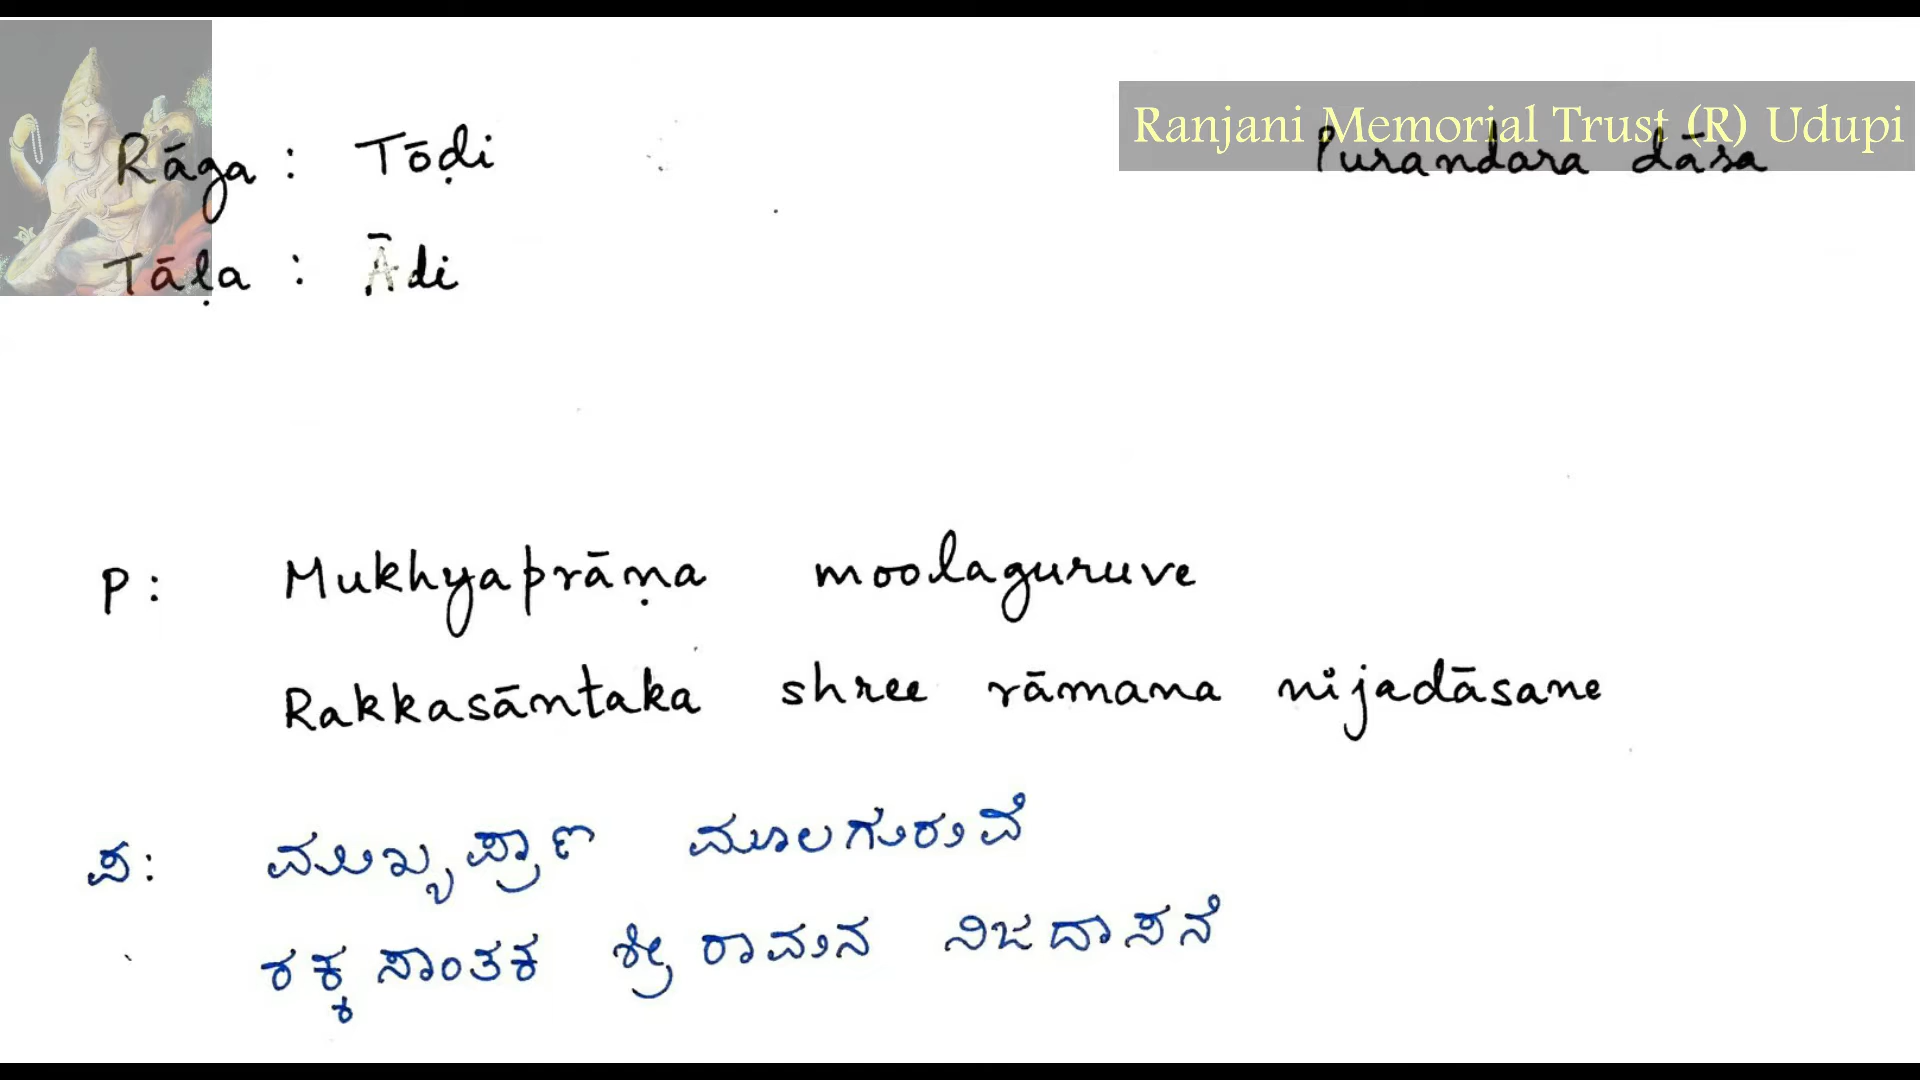 Ranjani Memorial Trust (R) Udupi
Rāga : Tōḍi
Purandara dāsa
Tāḷa : Ādi
P: Mukhyaprāṇa moolaguruve
Rakkasāntaka shree rāmana nijadāsane
ಪ: ಮುಖ್ಯಪ್ರಾಣ ಮೂಲಗುರುವೆ
ರಕ್ಕಸಾಂತಕ ಶ್ರೀ ರಾಮನ ನಿಜದಾಸನೆ